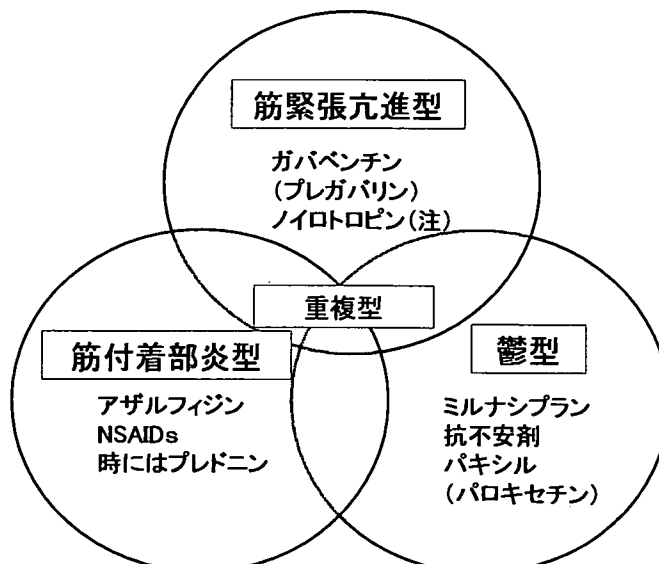 筋緊張亢進型
ガバペンチン
(プレガバリン)
ノイロトロピン(注)
重複型
筋付着部炎型
アザルフィジン
NSAIDs
時にはプレドニン
鬱型
ミルナシプラン
抗不安剤
パキシル
(パロキセチン)